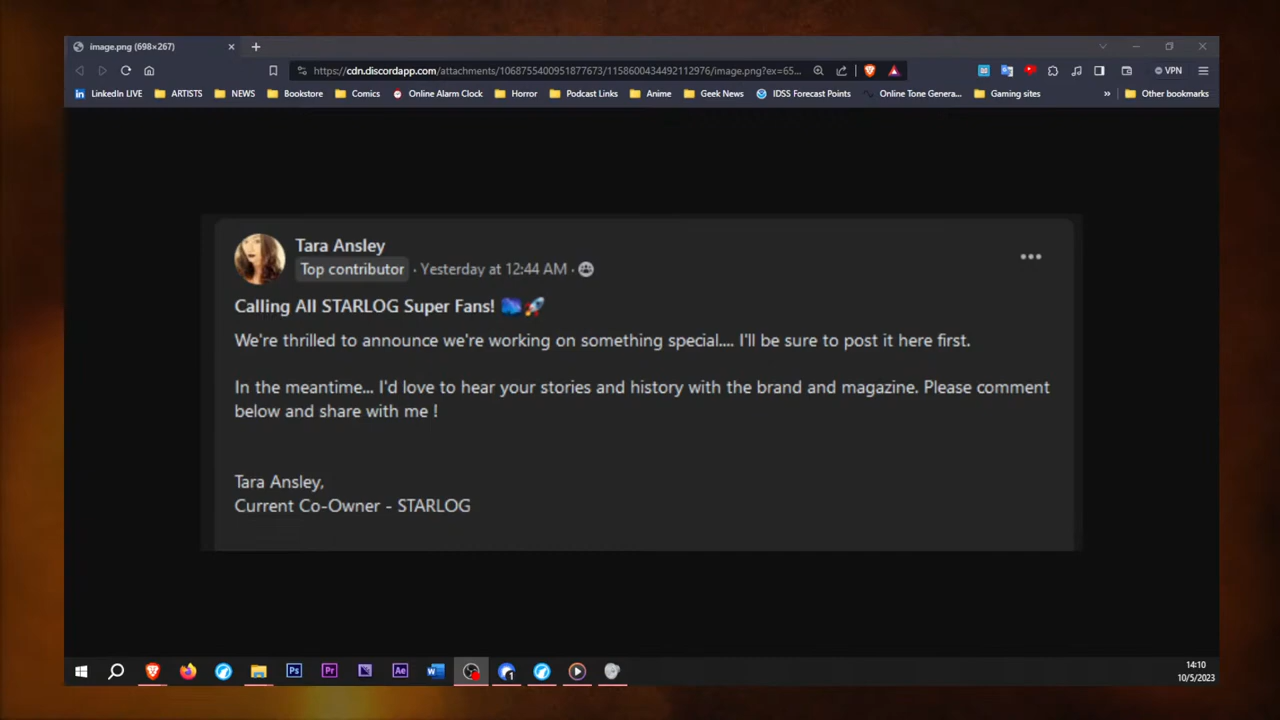 image.png (698×267)
https://cdn.discordapp.com/attachments/1068755400951877673/1158600434492112976/image.png?ex=65...
VPN
LinkedIn LIVE ARTISTS NEWS Bookstore Comics Online Alarm Clock Horror Podcast Links Anime Geek News IDSS Forecast Points Online Tone Genera... Gaming sites » Other bookmarks
Tara Ansley
Top contributor · Yesterday at 12:44 AM ·
Calling All STARLOG Super Fans! 🌌🚀
We're thrilled to announce we're working on something special.... I'll be sure to post it here first.
In the meantime... I'd love to hear your stories and history with the brand and magazine. Please comment
below and share with me !
Tara Ansley,
Current Co-Owner - STARLOG
Ps Pr Ae W 1
14:10
10/5/2023